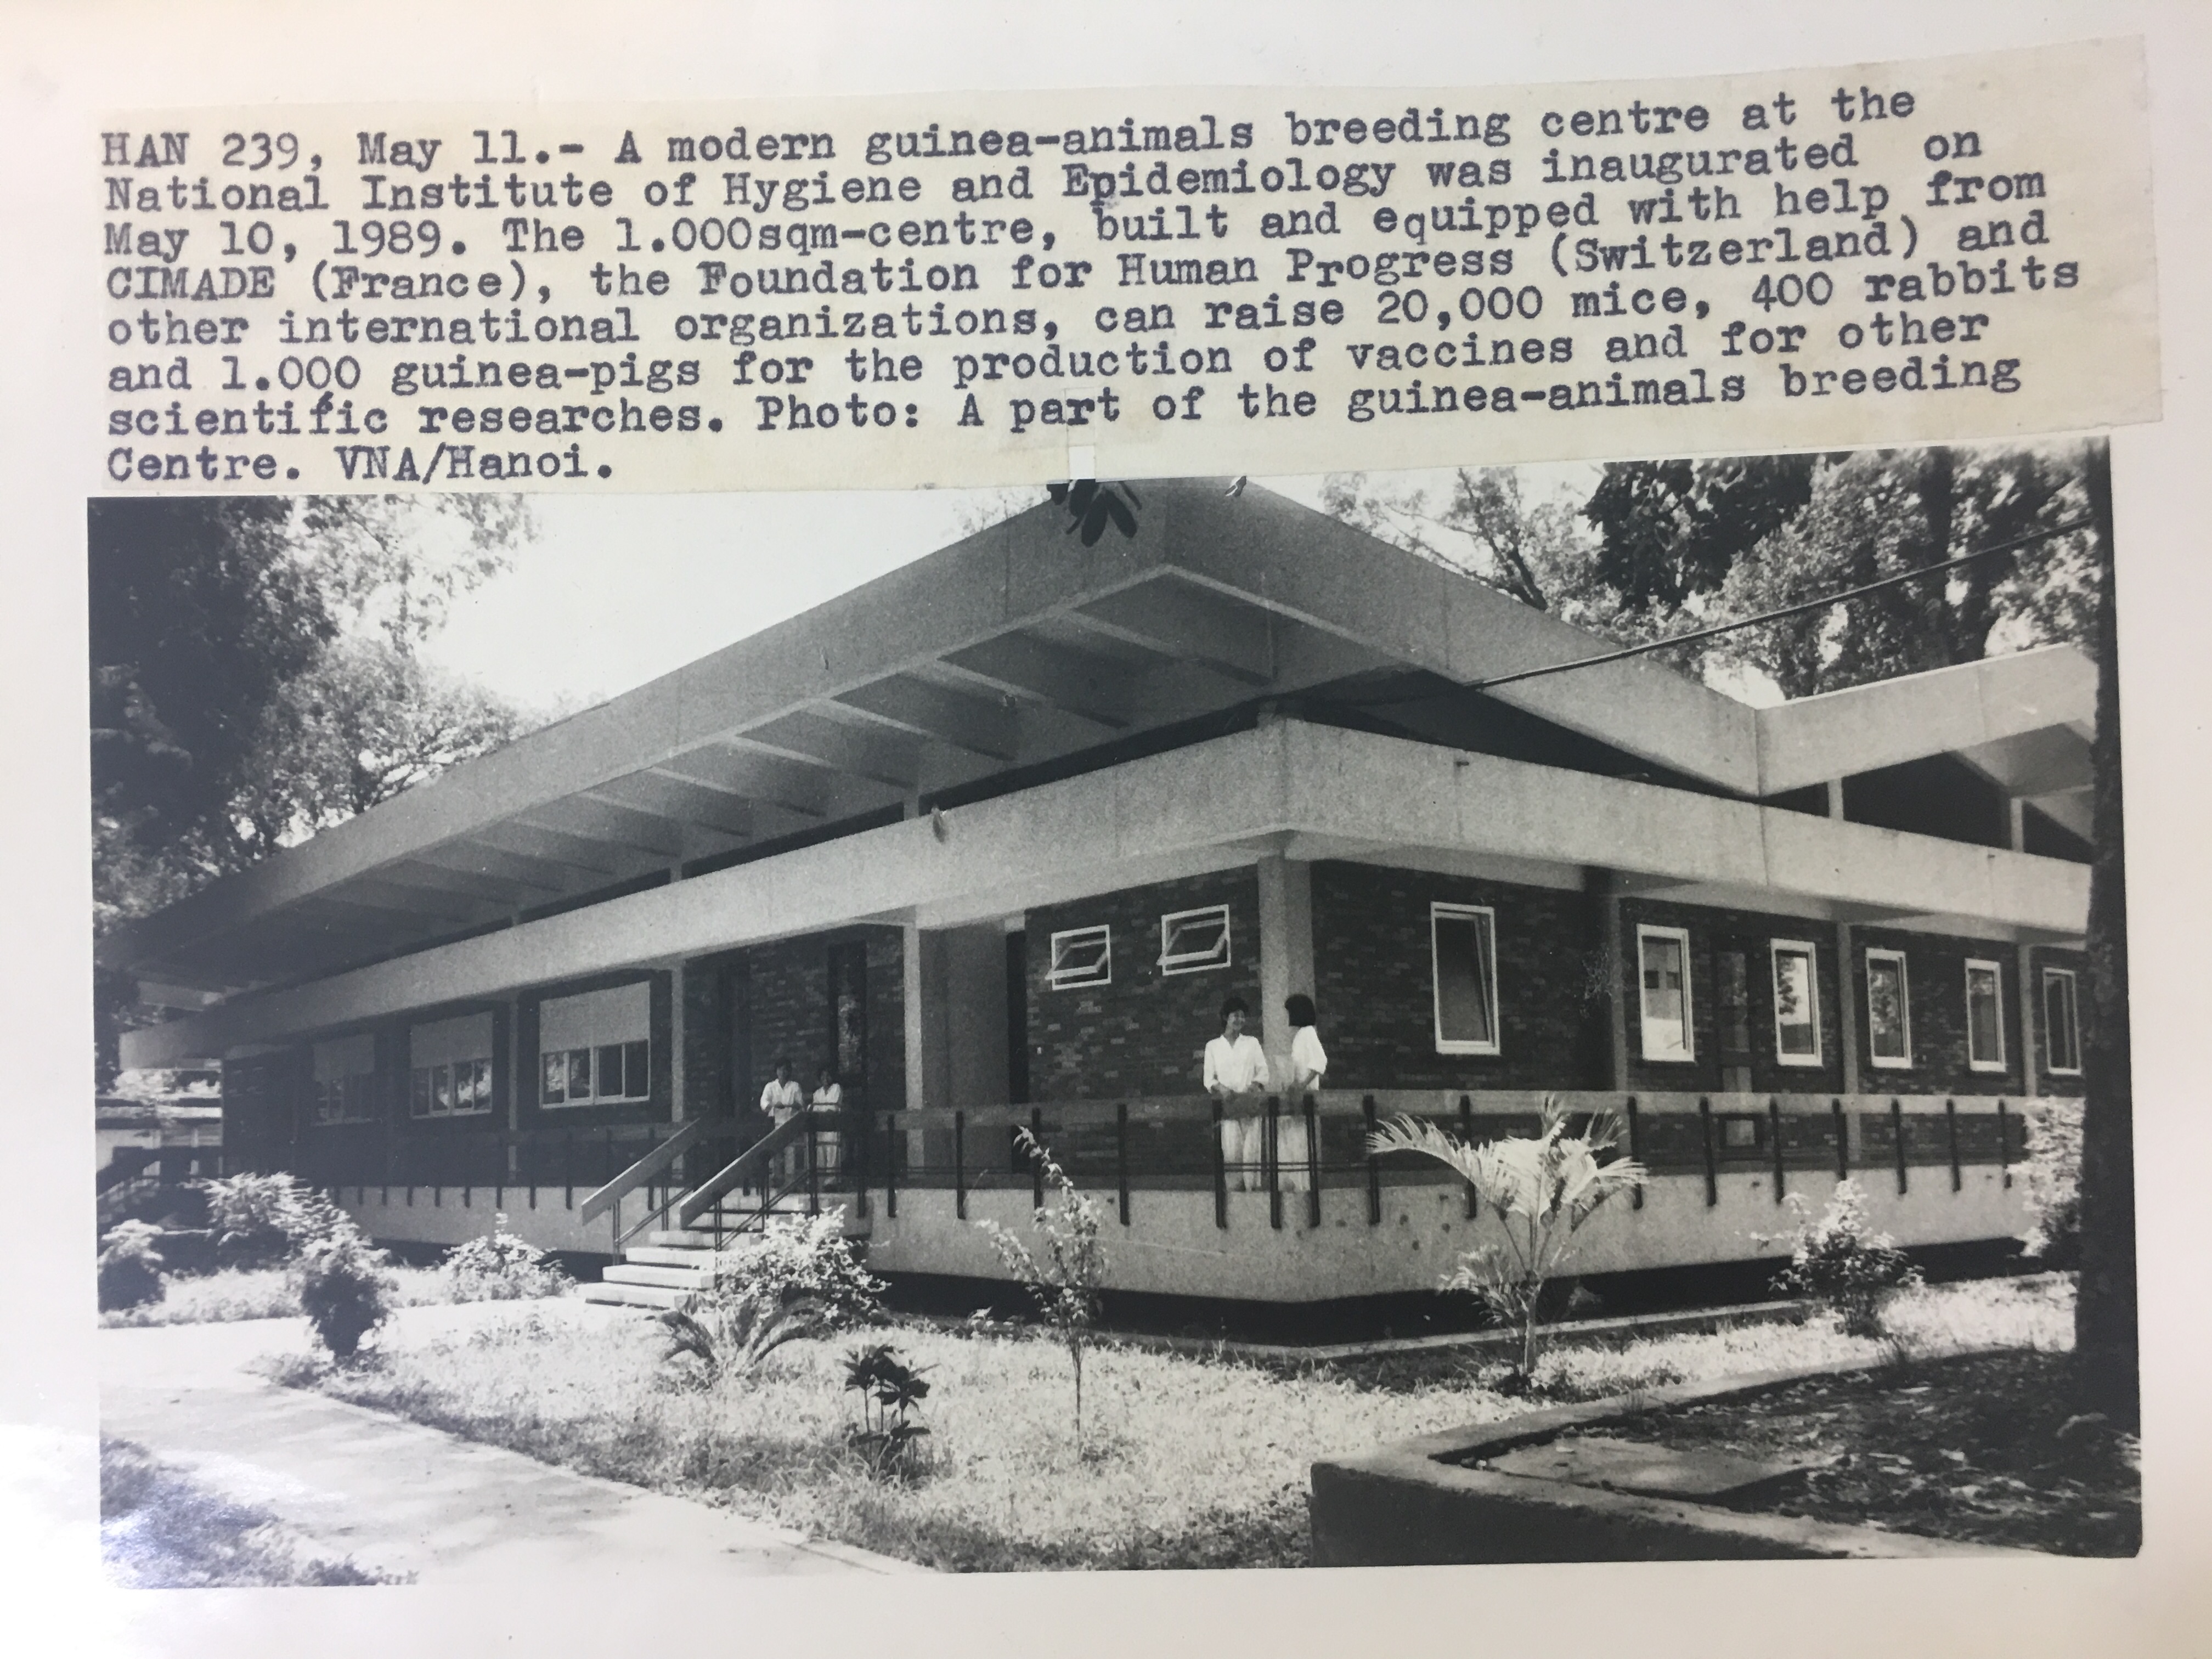 HAN 239, May 11.- A modern guinea-animals breeding centre at the
National Institute of Hygiene and Epidemiology was inaugurated on
May 10, 1989. The 1.000sqm-centre, built and equipped with help from
CIMADE (France), the Foundation for Human Progress (Switzerland) and
other international organizations, can raise 20,000 mice, 400 rabbits
and 1.000 guinea-pigs for the production of vaccines and for other
scientific researches. Photo: A part of the guinea-animals breeding
Centre. VNA/Hanoi.